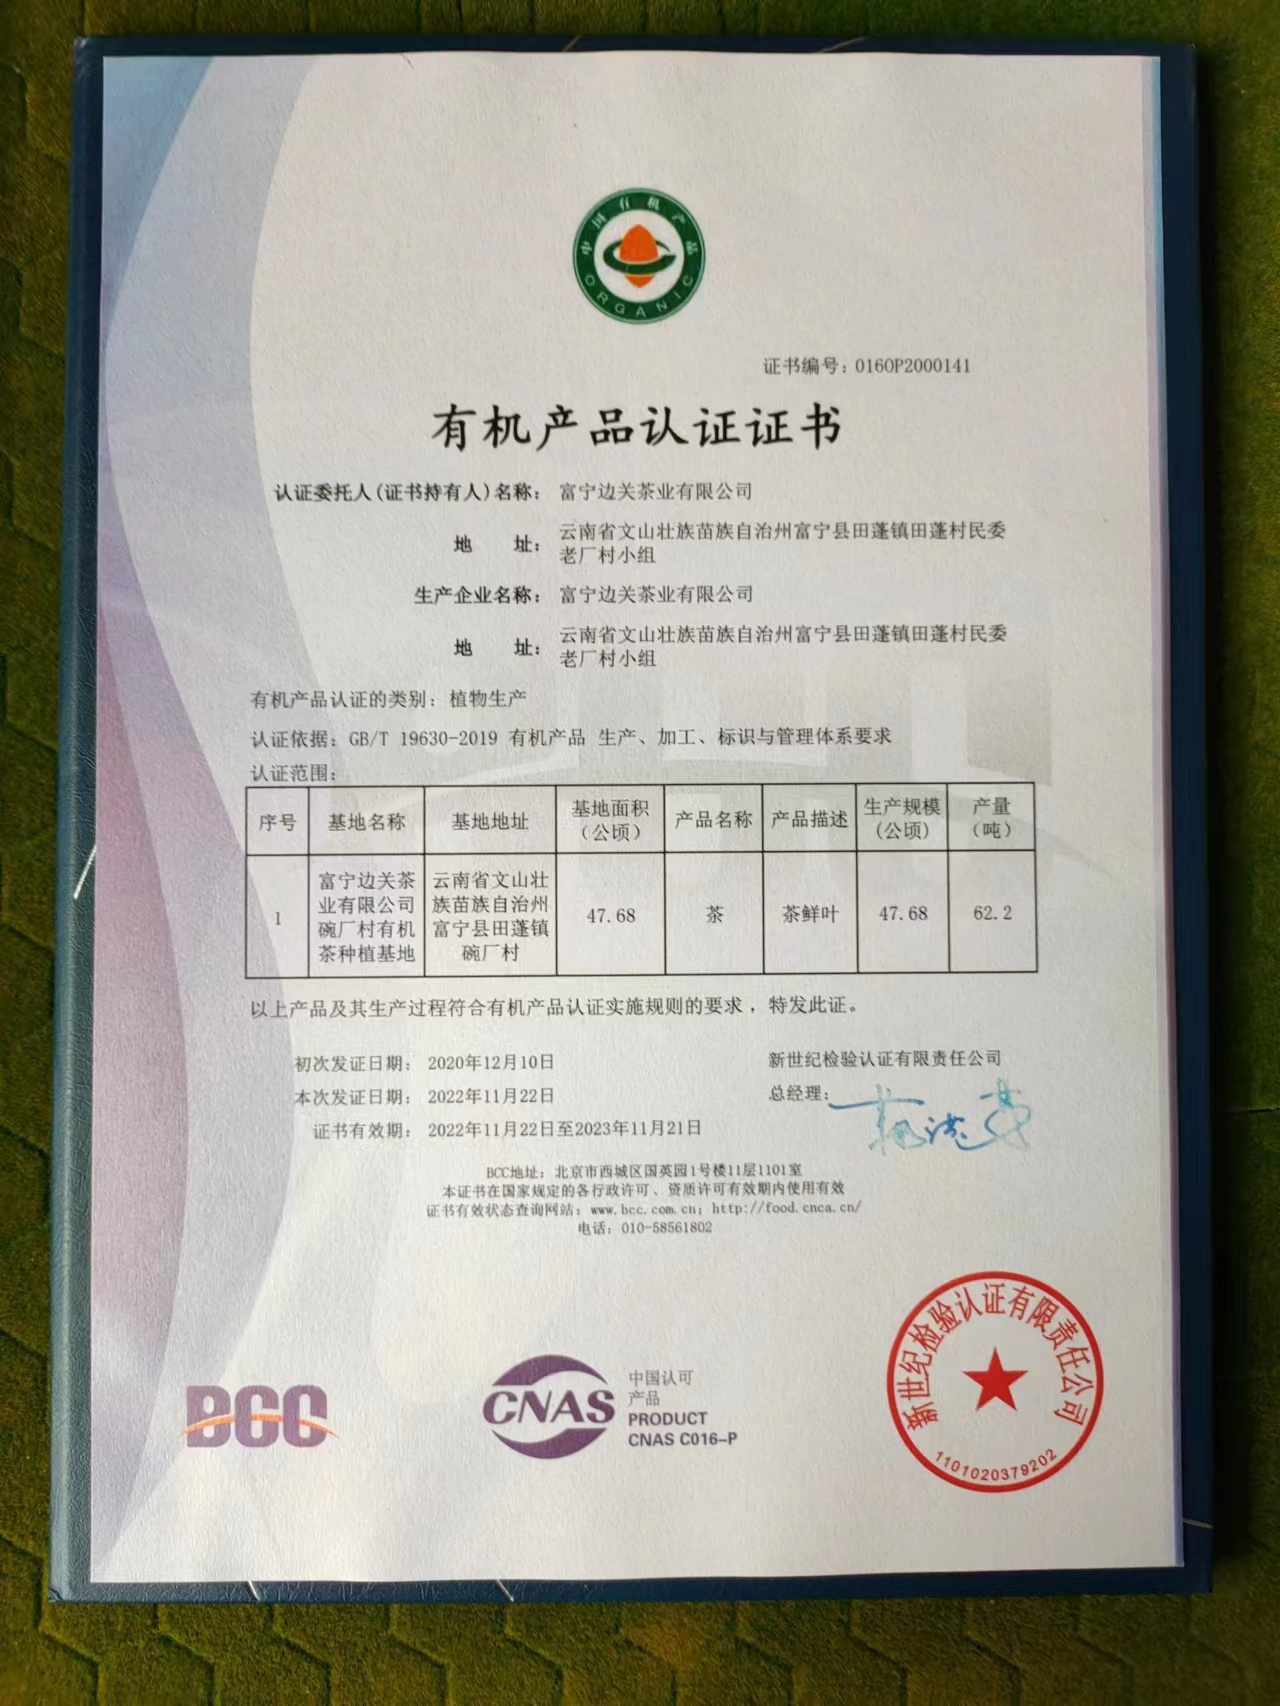 中国有机产品
ORGANIC
证书编号：016OP2000141
有机产品认证证书
认证委托人(证书持有人)名称： 富宁边关茶业有限公司
地 址： 云南省文山壮族苗族自治州富宁县田蓬镇田蓬村民委
老厂村小组
生产企业名称： 富宁边关茶业有限公司
地 址： 云南省文山壮族苗族自治州富宁县田蓬镇田蓬村民委
老厂村小组
有机产品认证的类别：植物生产
认证依据：GB/T 19630-2019 有机产品 生产、加工、标识与管理体系要求
认证范围：
序号 基地名称 基地地址 基地面积（公顷） 产品名称 产品描述 生产规模(公顷) 产量（吨）
1 富宁边关茶业有限公司碗厂村有机茶种植基地 云南省文山壮族苗族自治州富宁县田蓬镇碗厂村 47.68 茶 茶鲜叶 47.68 62.2
以上产品及其生产过程符合有机产品认证实施规则的要求，特发此证。
初次发证日期： 2020年12月10日
本次发证日期： 2022年11月22日
证书有效期： 2022年11月22日至2023年11月21日
新世纪检验认证有限责任公司
总经理：
BCC地址：北京市西城区国英园1号楼11层1101室
本证书在国家规定的各行政许可、资质许可有效期内使用有效
证书有效状态查询网站：www.bcc.com.cn；http://food.cnca.cn/
电话：010-58561802
BCC
CNAS
中国认可
产品
PRODUCT
CNAS C016-P
新世纪检验认证有限责任公司
1101020379202